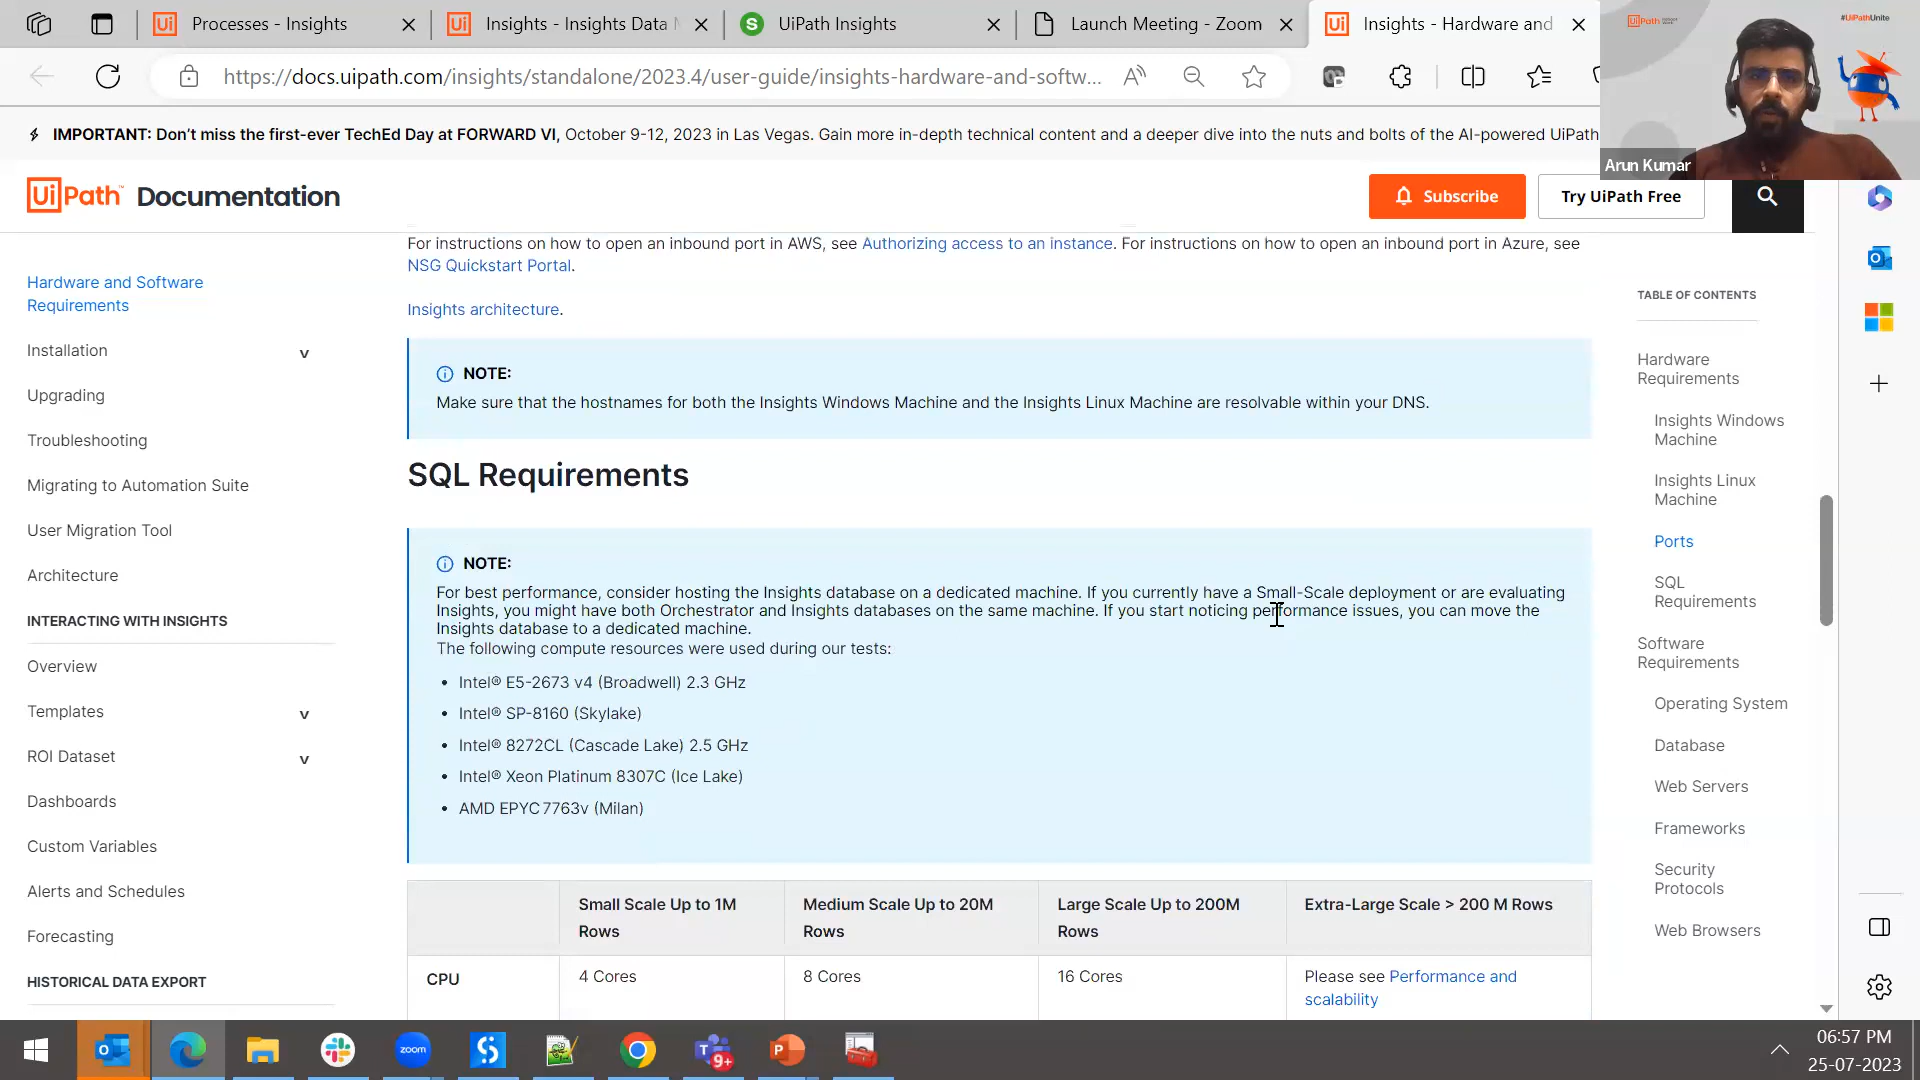 Processes - Insights
Insights - Insights Data
UiPath Insights
Launch Meeting - Zoom
Insights - Hardware and
https://docs.uipath.com/insights/standalone/2023.4/user-guide/insights-hardware-and-softw...
UiPath
#UiPathUnite
Arun Kumar
IMPORTANT: Don't miss the first-ever TechEd Day at FORWARD VI, October 9-12, 2023 in Las Vegas. Gain more in-depth technical content and a deeper dive into the nuts and bolts of the AI-powered UiPath
UiPath Documentation
Subscribe
Try UiPath Free
Hardware and Software
Requirements
Installation
Upgrading
Troubleshooting
Migrating to Automation Suite
User Migration Tool
Architecture
INTERACTING WITH INSIGHTS
Overview
Templates
ROI Dataset
Dashboards
Custom Variables
Alerts and Schedules
Forecasting
HISTORICAL DATA EXPORT
For instructions on how to open an inbound port in AWS, see Authorizing access to an instance. For instructions on how to open an inbound port in Azure, see
NSG Quickstart Portal.
Insights architecture.
NOTE:
Make sure that the hostnames for both the Insights Windows Machine and the Insights Linux Machine are resolvable within your DNS.
SQL Requirements
NOTE:
For best performance, consider hosting the Insights database on a dedicated machine. If you currently have a Small-Scale deployment or are evaluating
Insights, you might have both Orchestrator and Insights databases on the same machine. If you start noticing performance issues, you can move the
Insights database to a dedicated machine.
The following compute resources were used during our tests:
• Intel® E5-2673 v4 (Broadwell) 2.3 GHz
• Intel® SP-8160 (Skylake)
• Intel® 8272CL (Cascade Lake) 2.5 GHz
• Intel® Xeon Platinum 8307C (Ice Lake)
• AMD EPYC 7763v (Milan)
Small Scale Up to 1M
Rows
Medium Scale Up to 20M
Rows
Large Scale Up to 200M
Rows
Extra-Large Scale > 200 M Rows
CPU
4 Cores
8 Cores
16 Cores
Please see Performance and
scalability
TABLE OF CONTENTS
Hardware
Requirements
Insights Windows
Machine
Insights Linux
Machine
Ports
SQL
Requirements
Software
Requirements
Operating System
Database
Web Servers
Frameworks
Security
Protocols
Web Browsers
zoom
9+
06:57 PM
25-07-2023